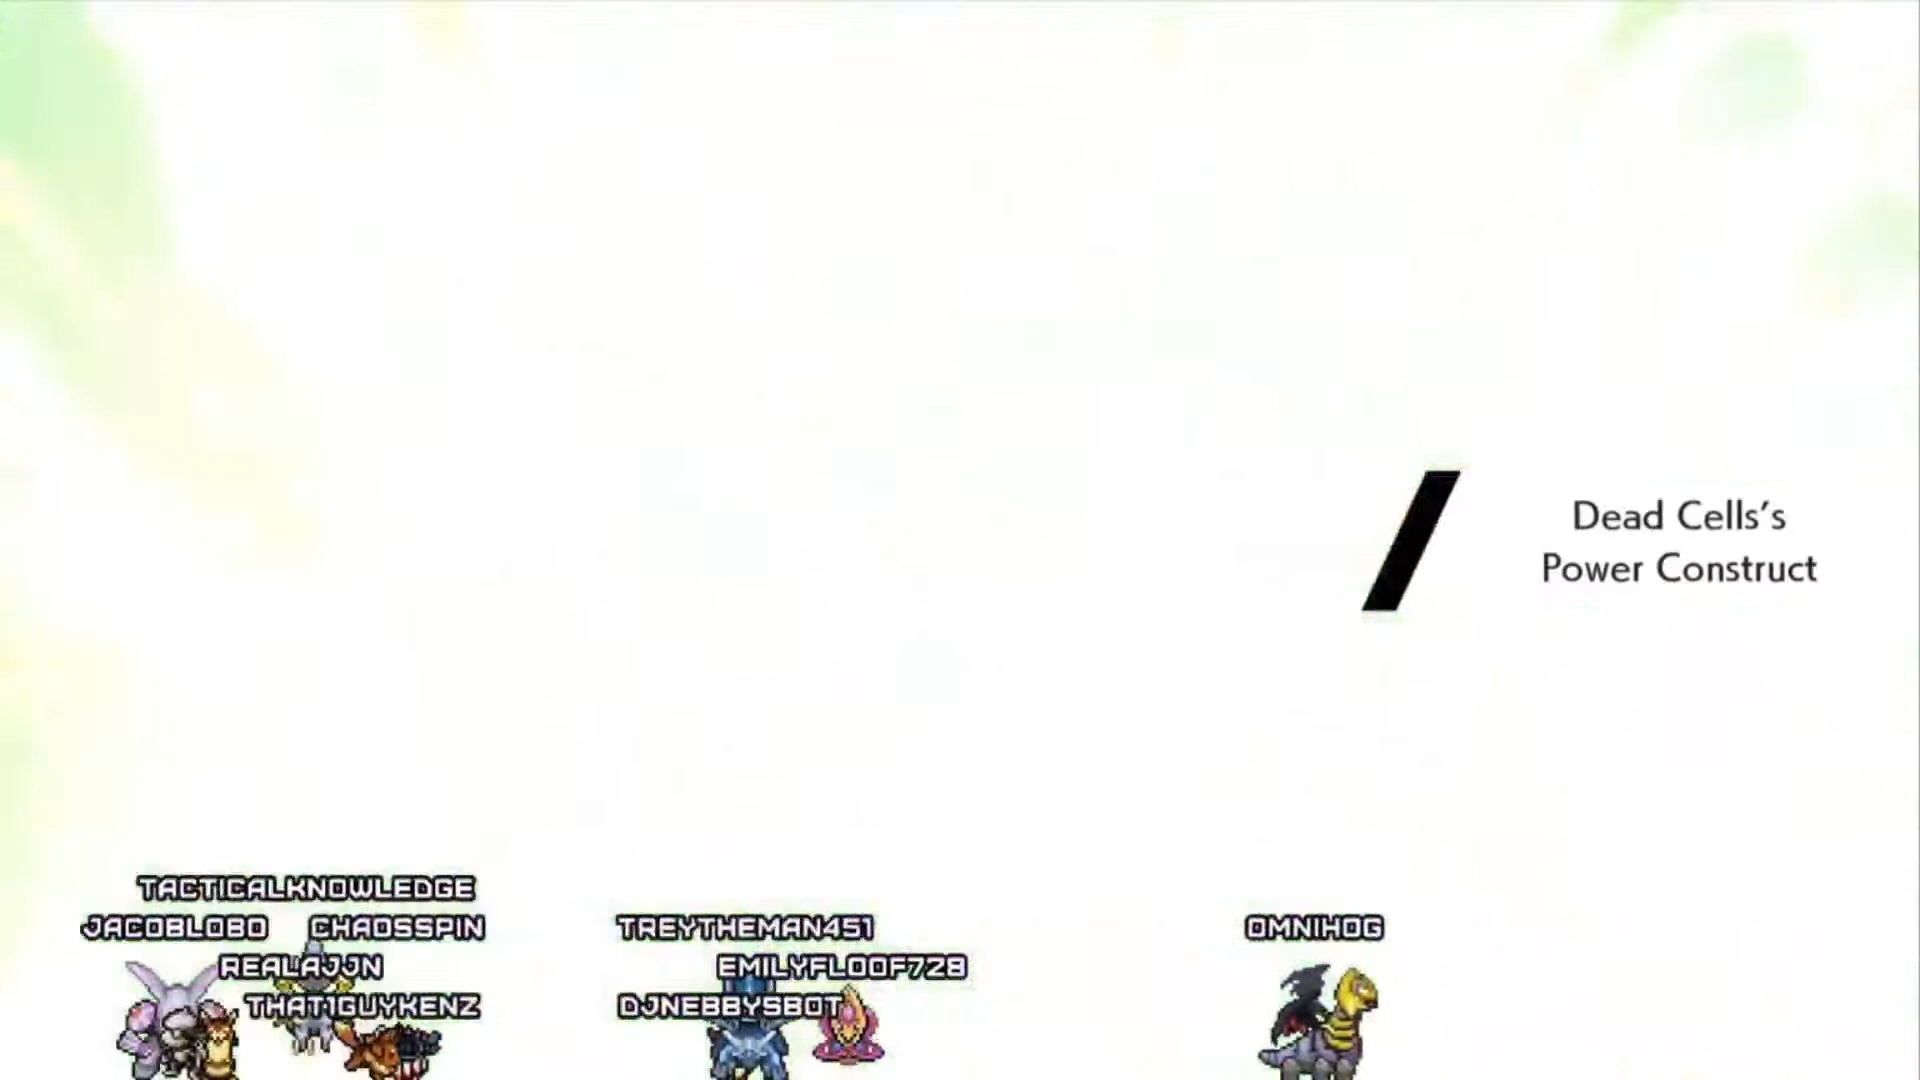 Dead Cells's
Power Construct
TACTICALKNOWLEDGE
JACOBLOBO CHAOSSPIN
TREYTHEMAN451
OMNIHOG
REALAJJN
EMILYFLOOF728
THAT1GUYKENZ
DJNEBBYSBOT